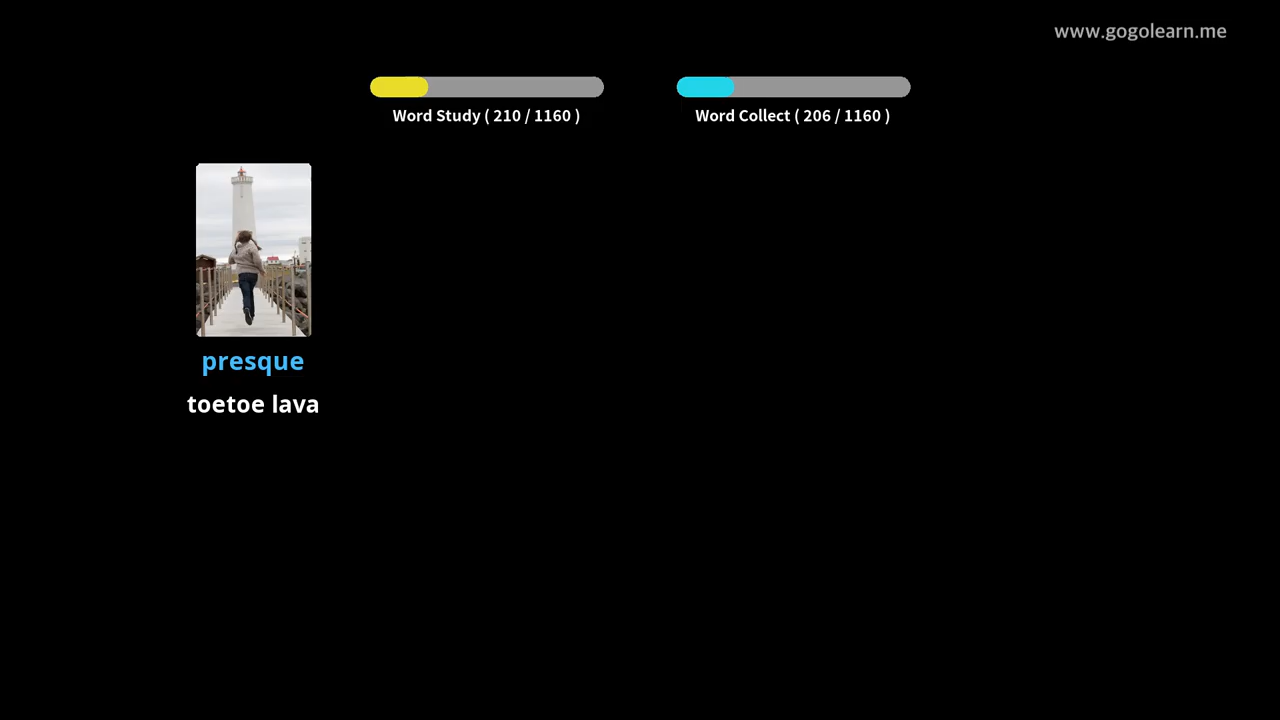 www.gogolearn.me
Word Study ( 210 / 1160 )
Word Collect ( 206 / 1160 )
presque
toetoe lava